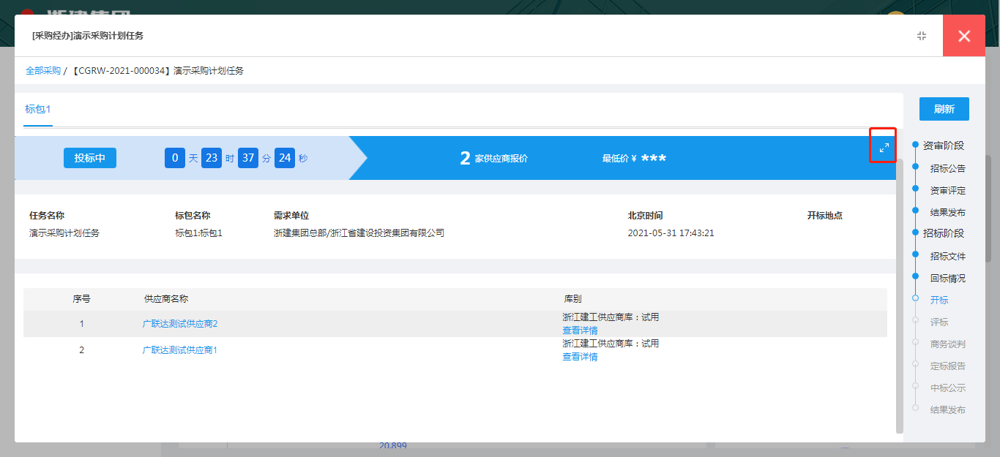 [采购经办]演示采购计划任务
全部采购 / 【CGRW-2021-000034】演示采购计划任务
标包1
刷新
投标中
0 天 23 时 37 分 24 秒
2 家供应商报价
最低价 ¥ ***
任务名称 标包名称 需求单位 北京时间 开标地点
演示采购计划任务 标包1:标包1 浙建集团总部/浙江省建设投资集团有限公司 2021-05-31 17:43:21
序号 供应商名称 库别
1 广联达测试供应商2 浙江建工供应商库：试用
查看详情
2 广联达测试供应商1 浙江建工供应商库：试用
查看详情
资审阶段
招标公告
资审评定
结果发布
招标阶段
招标文件
回标情况
开标
评标
商务谈判
定标报告
中标公示
结果发布
20,899